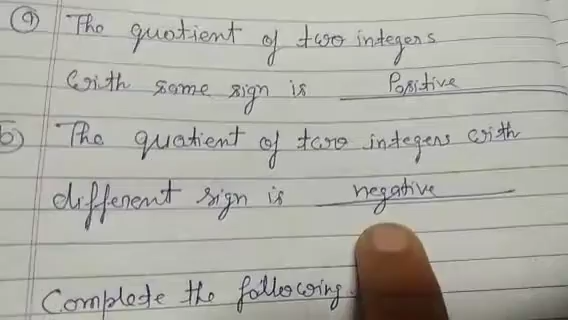 a) The quotient of two integers
with same sign is Positive
b) The quotient of two integers with
different sign is negative
Complete the following.